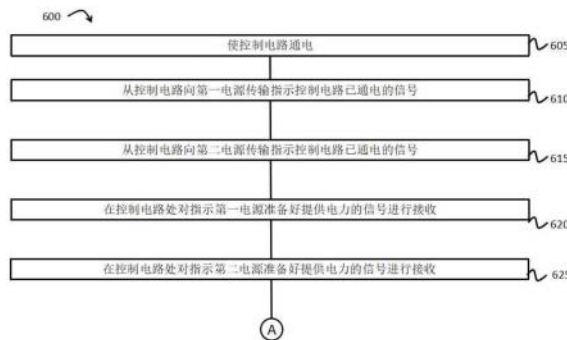 600
使控制电路通电
605
从控制电路向第一电源传输指示控制电路已通电的信号
610
从控制电路向第二电源传输指示控制电路已通电的信号
615
在控制电路处对指示第一电源准备好提供电力的信号进行接收
620
在控制电路处对指示第二电源准备好提供电力的信号进行接收
625
A